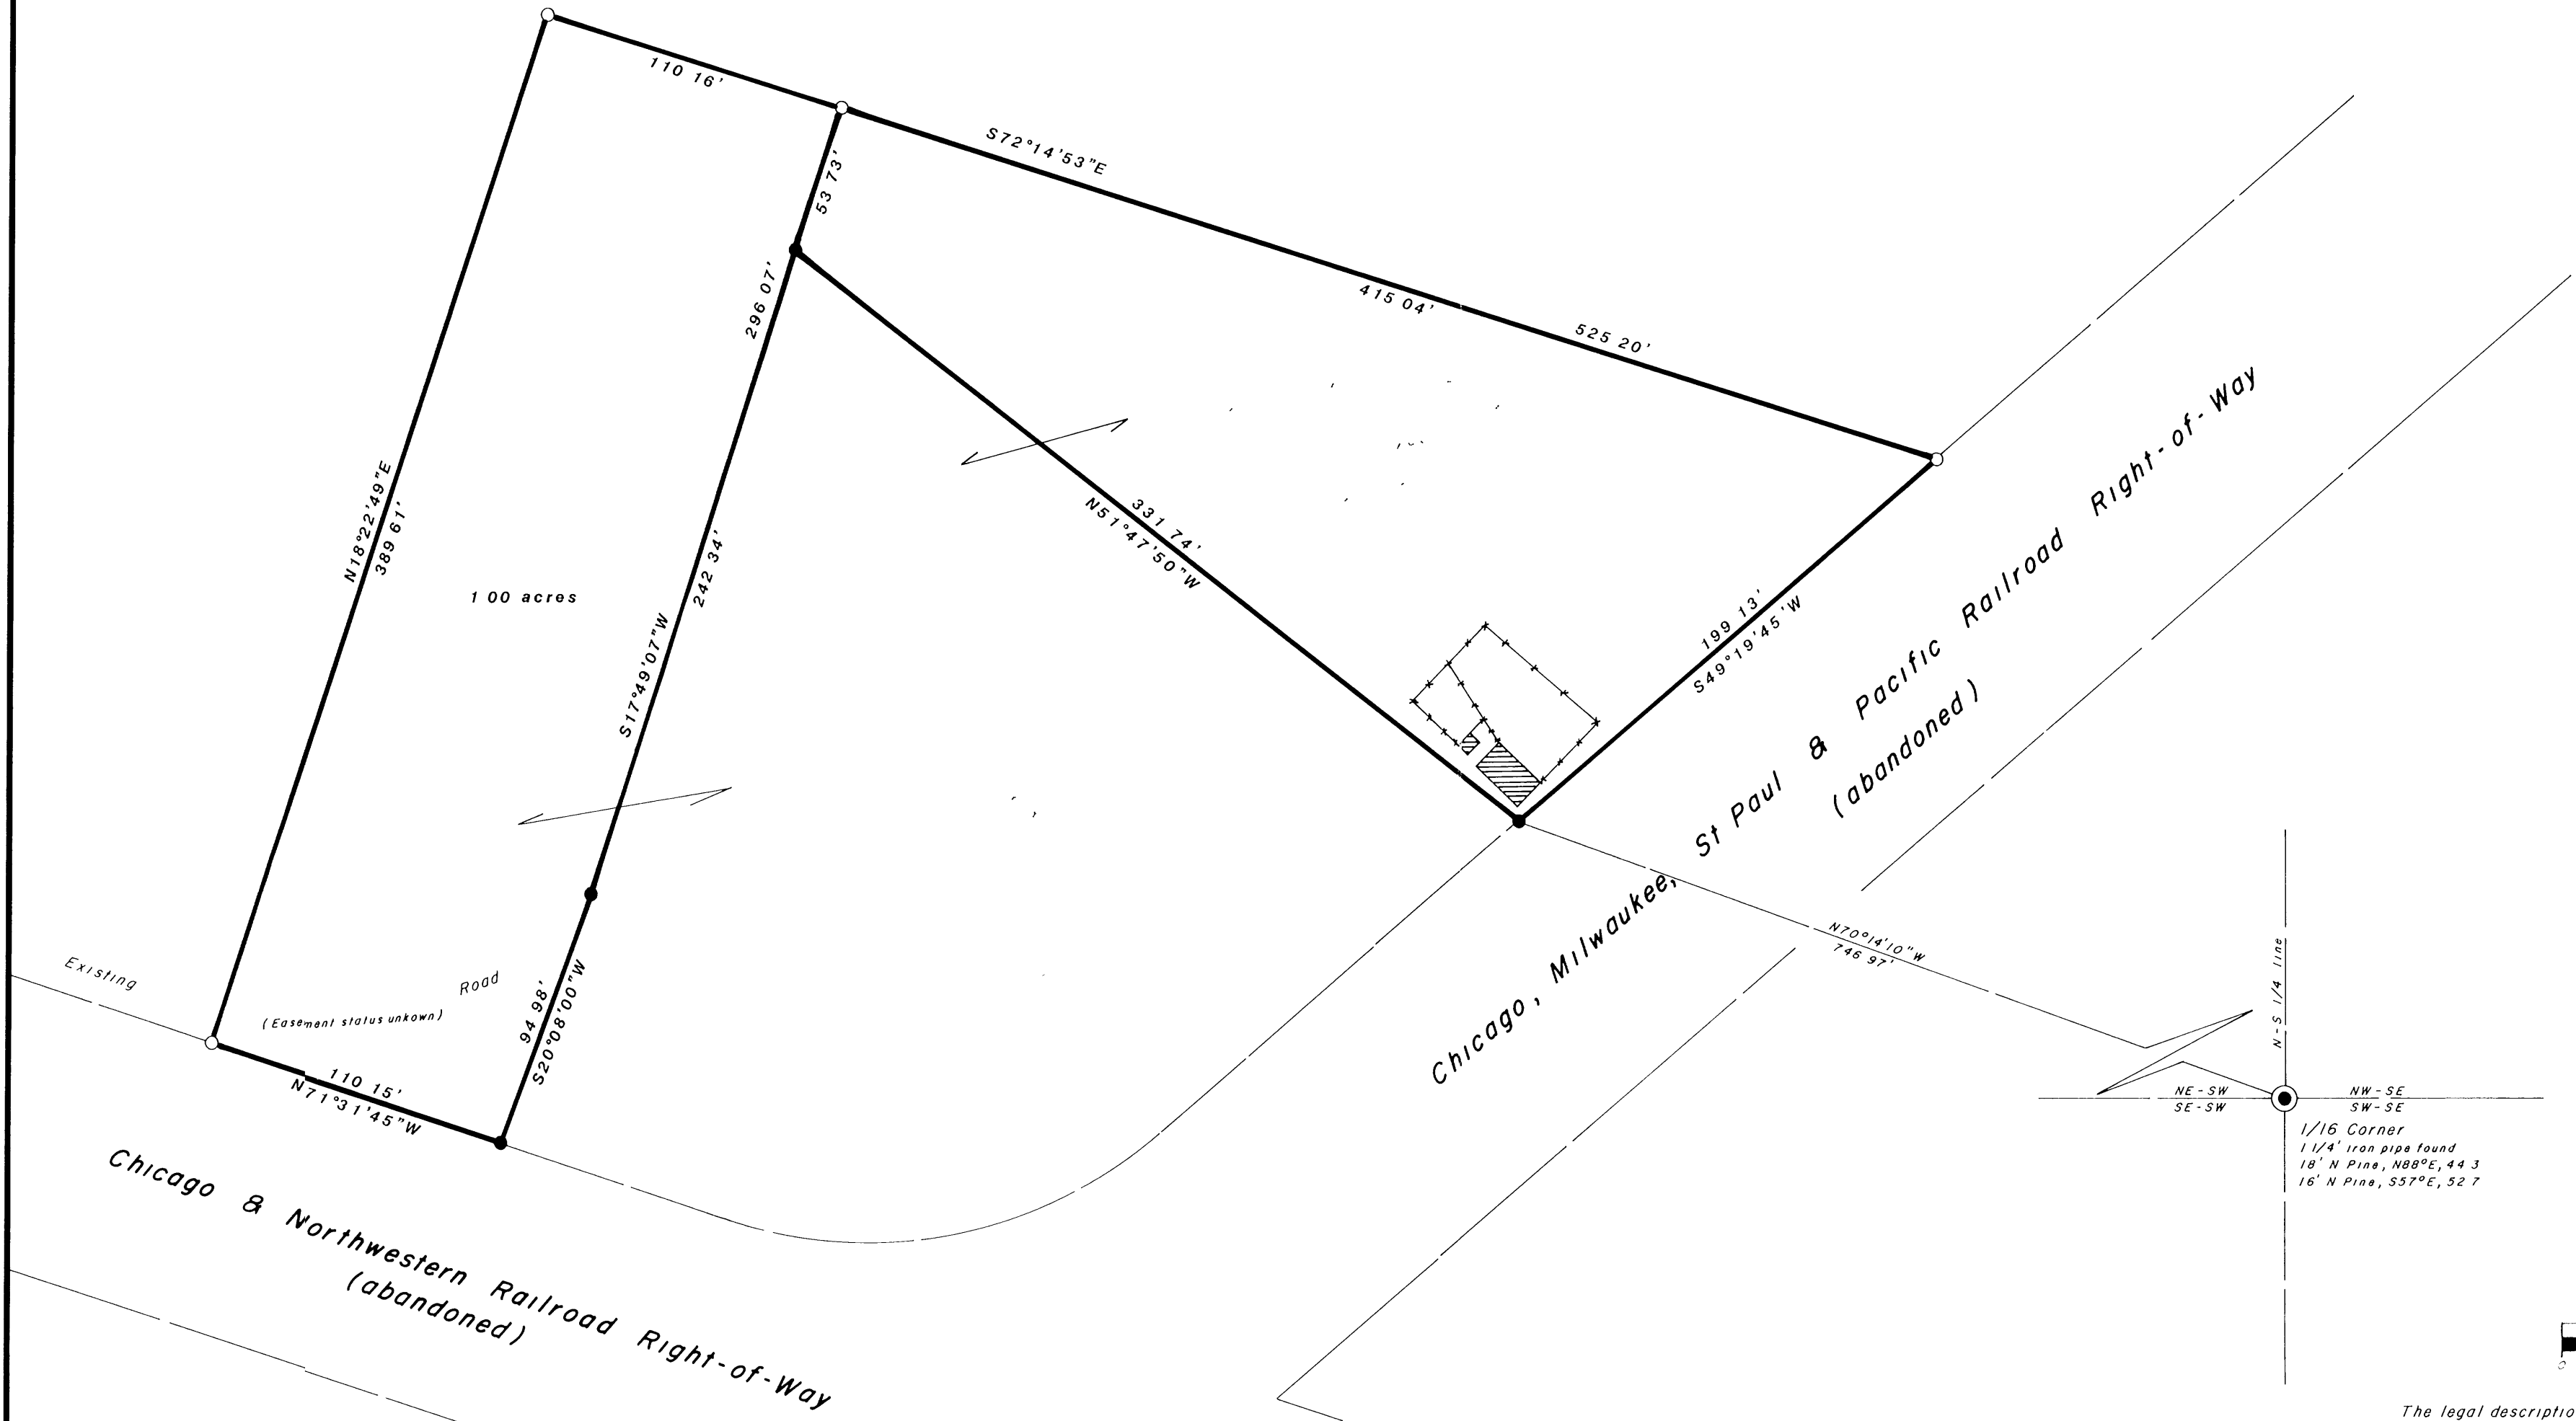 110 16'
S72°14'53"E
53 73'
415 04'
525 20'
296 07'
N18°22'49"E
389 61'
331 74'
N51°47'50"W
242 34'
1 00 acres
S17°49'07"W
199 13'
S49°19'45'W
Chicago, Milwaukee, St Paul & Pacific Railroad Right-of-Way
(abandoned)
N70°14'10"W
746 97'
Existing
Road
(Easement status unkown)
94 98'
S20°08'00"W
110 15'
N71°31'45"W
Chicago & Northwestern Railroad Right-of-Way
(abandoned)
N-S 1/4 line
NE-SW
NW-SE
SE-SW
SW-SE
1/16 Corner
1 1/4' iron pipe found
18' N Pine, N88°E, 44 3
16' N Pine, S57°E, 52 7
0
The legal descriptio